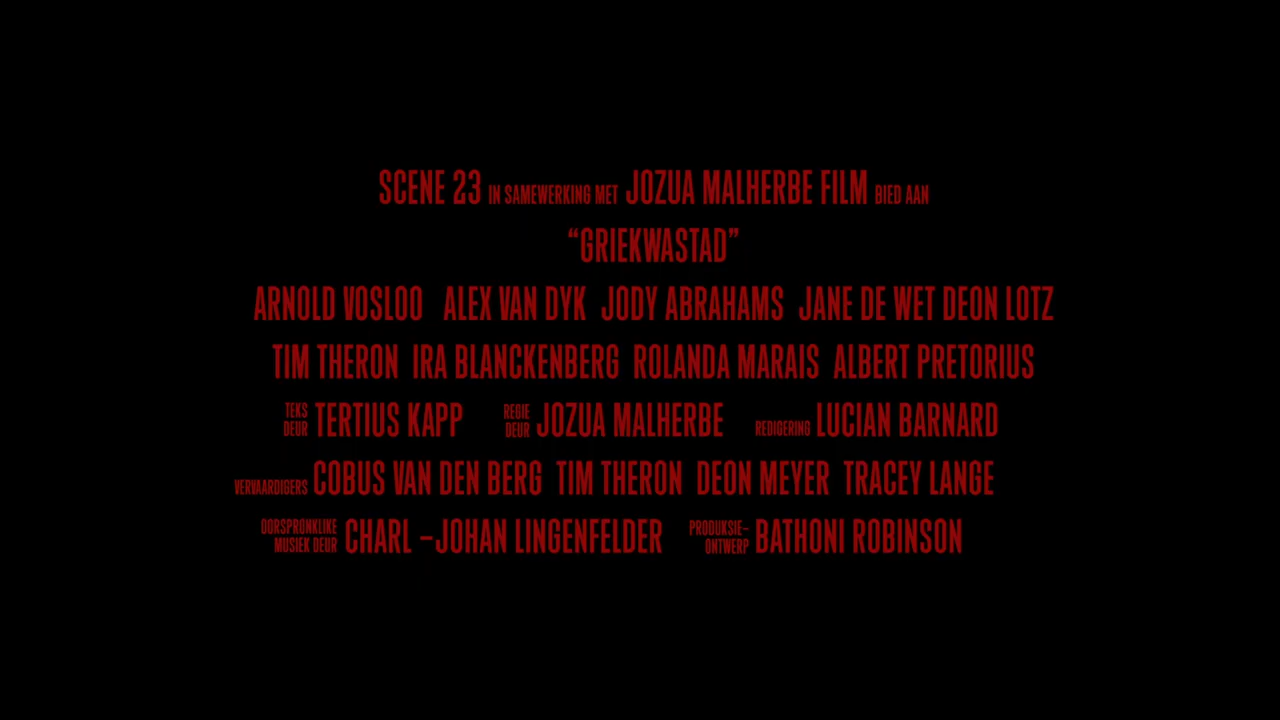 SCENE 23 IN SAMEWERKING MET JOZUA MALHERBE FILM BIED AAN
“GRIEKWASTAD”
ARNOLD VOSLOO ALEX VAN DYK JODY ABRAHAMS JANE DE WET DEON LOTZ
TIM THERON IRA BLANCKENBERG ROLANDA MARAIS ALBERT PRETORIUS
TEKS DEUR TERTIUS KAPP REGIE DEUR JOZUA MALHERBE REDIGERING LUCIAN BARNARD
VERVAARDIGERS COBUS VAN DEN BERG TIM THERON DEON MEYER TRACEY LANGE
OORSPRONKLIKE MUSIEK DEUR CHARL –JOHAN LINGENFELDER PRODUKSIE– ONTWERP BATHONI ROBINSON